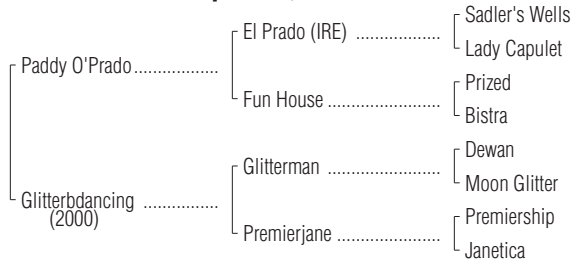 Sadler's Wells
El Prado (IRE) ..................
Lady Capulet
Paddy O'Prado..................
Prized
Fun House ........................
Bistra
Dewan
Glitterman ........................
Moon Glitter
Glitterbdancing ................
(2000)
Premiership
Premierjane ......................
Janetica